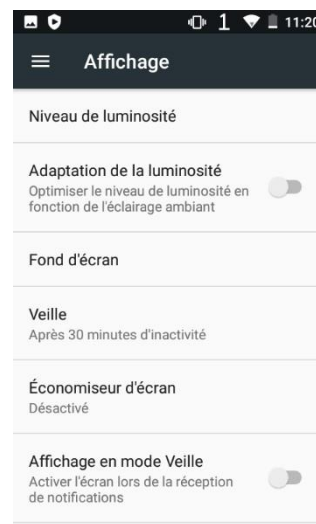 1 11:20
Affichage
Niveau de luminosité
Adaptation de la luminosité
Optimiser le niveau de luminosité en
fonction de l'éclairage ambiant
Fond d'écran
Veille
Après 30 minutes d'inactivité
Économiseur d'écran
Désactivé
Affichage en mode Veille
Activer l'écran lors de la réception
de notifications